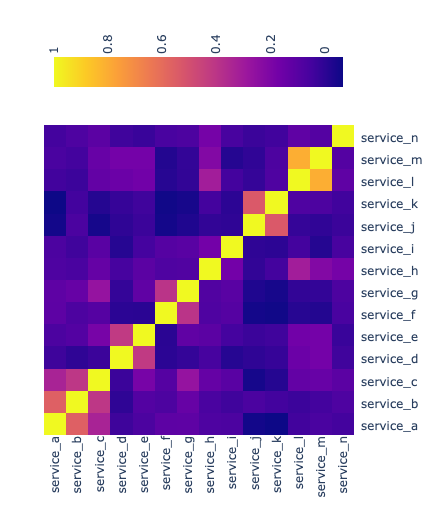 1
0.8
0.6
0.4
0.2
0
service_n
service_m
service_l
service_k
service_j
service_i
service_h
service_g
service_f
service_e
service_d
service_c
service_b
service_a
service_a
service_b
service_c
service_d
service_e
service_f
service_g
service_h
service_i
service_j
service_k
service_l
service_m
service_n